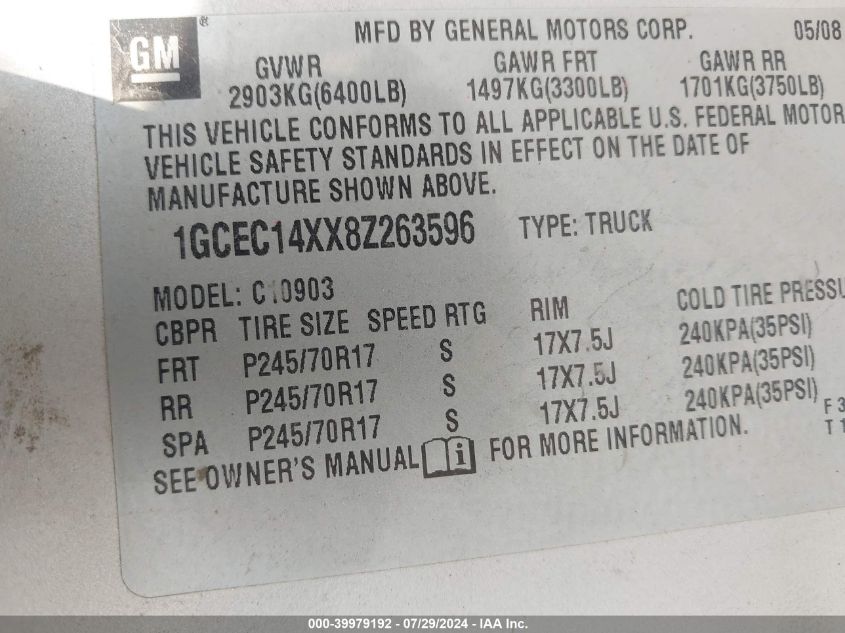 GM®
MFD BY GENERAL MOTORS CORP. 05/08
GVWR GAWR FRT GAWR RR
2903KG(6400LB) 1497KG(3300LB) 1701KG(3750LB)
THIS VEHICLE CONFORMS TO ALL APPLICABLE U.S. FEDERAL MOTOR
VEHICLE SAFETY STANDARDS IN EFFECT ON THE DATE OF
MANUFACTURE SHOWN ABOVE.
1GCEC14XX8Z263596 TYPE: TRUCK
MODEL: C10903
CBPR TIRE SIZE SPEED RTG RIM COLD TIRE PRESSU
FRT P245/70R17 S 17X7.5J 240KPA(35PSI)
RR P245/70R17 S 17X7.5J 240KPA(35PSI)
SPA P245/70R17 S 17X7.5J 240KPA(35PSI)
F 3
T 1
SEE OWNER'S MANUAL i FOR MORE INFORMATION.
000-39979192 - 07/29/2024 - IAA Inc.